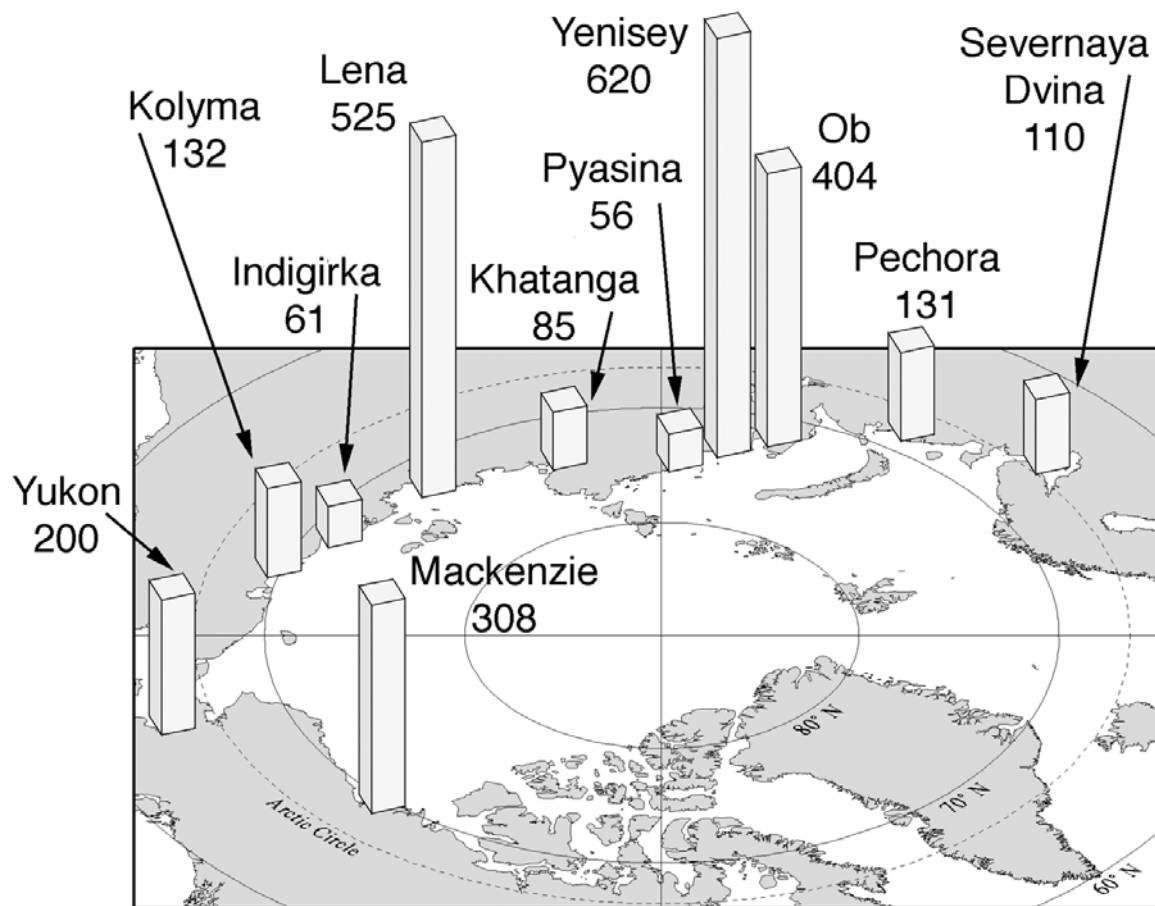 Yenisey
620
Severnaya
Dvina
110
Lena
525
Kolyma
132
Ob
404
Pyasina
56
Indigirka
61
Khatanga
85
Pechora
131
Yukon
200
Mackenzie
308
80° N
70° N
60° N
Arctic Circle